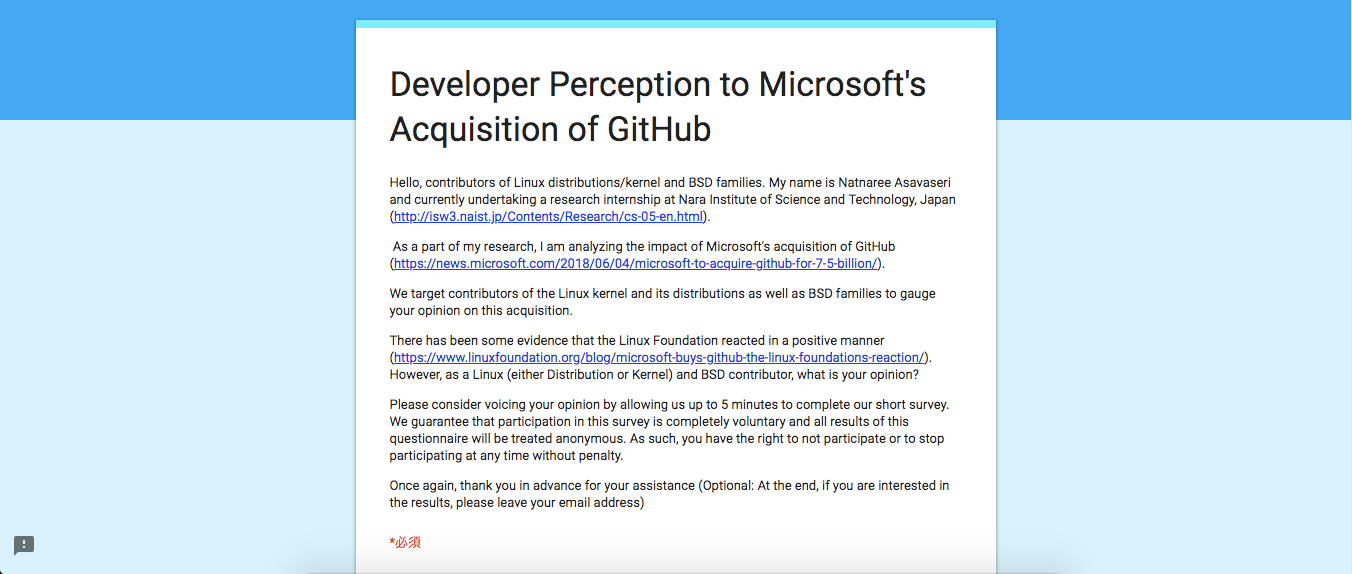 Developer Perception to Microsoft's
Acquisition of GitHub
Hello, contributors of Linux distributions/kernel and BSD families. My name is Natnaree Asavaseri
and currently undertaking a research internship at Nara Institute of Science and Technology, Japan
(http://isw3.naist.jp/Contents/Research/cs-05-en.html).
As a part of my research, I am analyzing the impact of Microsoft's acquisition of GitHub
(https://news.microsoft.com/2018/06/04/microsoft-to-acquire-github-for-7-5-billion/).
We target contributors of the Linux kernel and its distributions as well as BSD families to gauge
your opinion on this acquisition.
There has been some evidence that the Linux Foundation reacted in a positive manner
(https://www.linuxfoundation.org/blog/microsoft-buys-github-the-linux-foundations-reaction/).
However, as a Linux (either Distribution or Kernel) and BSD contributor, what is your opinion?
Please consider voicing your opinion by allowing us up to 5 minutes to complete our short survey.
We guarantee that participation in this survey is completely voluntary and all results of this
questionnaire will be treated anonymous. As such, you have the right to not participate or to stop
participating at any time without penalty.
Once again, thank you in advance for your assistance (Optional: At the end, if you are interested in
the results, please leave your email address)
*必須